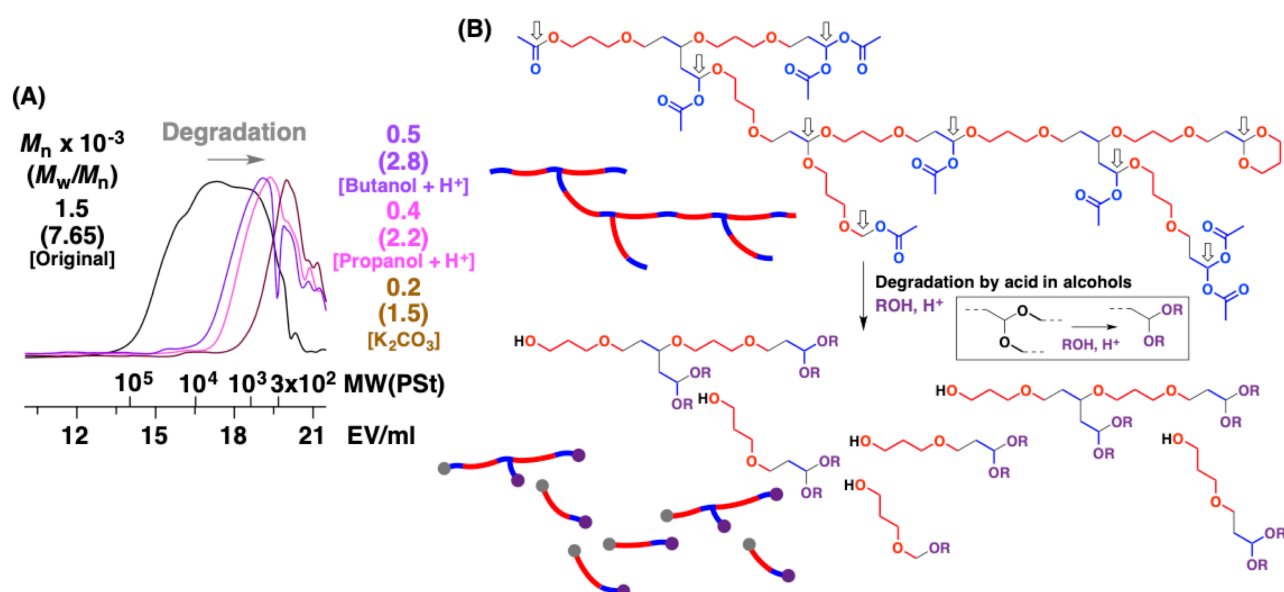 (A)
Degradation
Mn x 10-3
(Mw/Mn)
1.5
(7.65)
[Original]
0.5
(2.8)
[Butanol + H+]
0.4
(2.2)
[Propanol + H+]
0.2
(1.5)
[K2CO3]
105 104 103 3x102 MW(PSt)
12 15 18 21 EV/ml
(B)
O O O O O O
O O O
O O
O
O O O O O O O O O
O O O O
O O O
O O O O
O O
O O
O
Degradation by acid in alcohols
ROH, H+
O
O
ROH, H+
OR
OR
HO O O O OR
OR
OR
OR
HO
O OR
OR
HO O O O OR
OR
OR
OR
HO O OR
OR
HO
O OR
HO
O
OR
OR